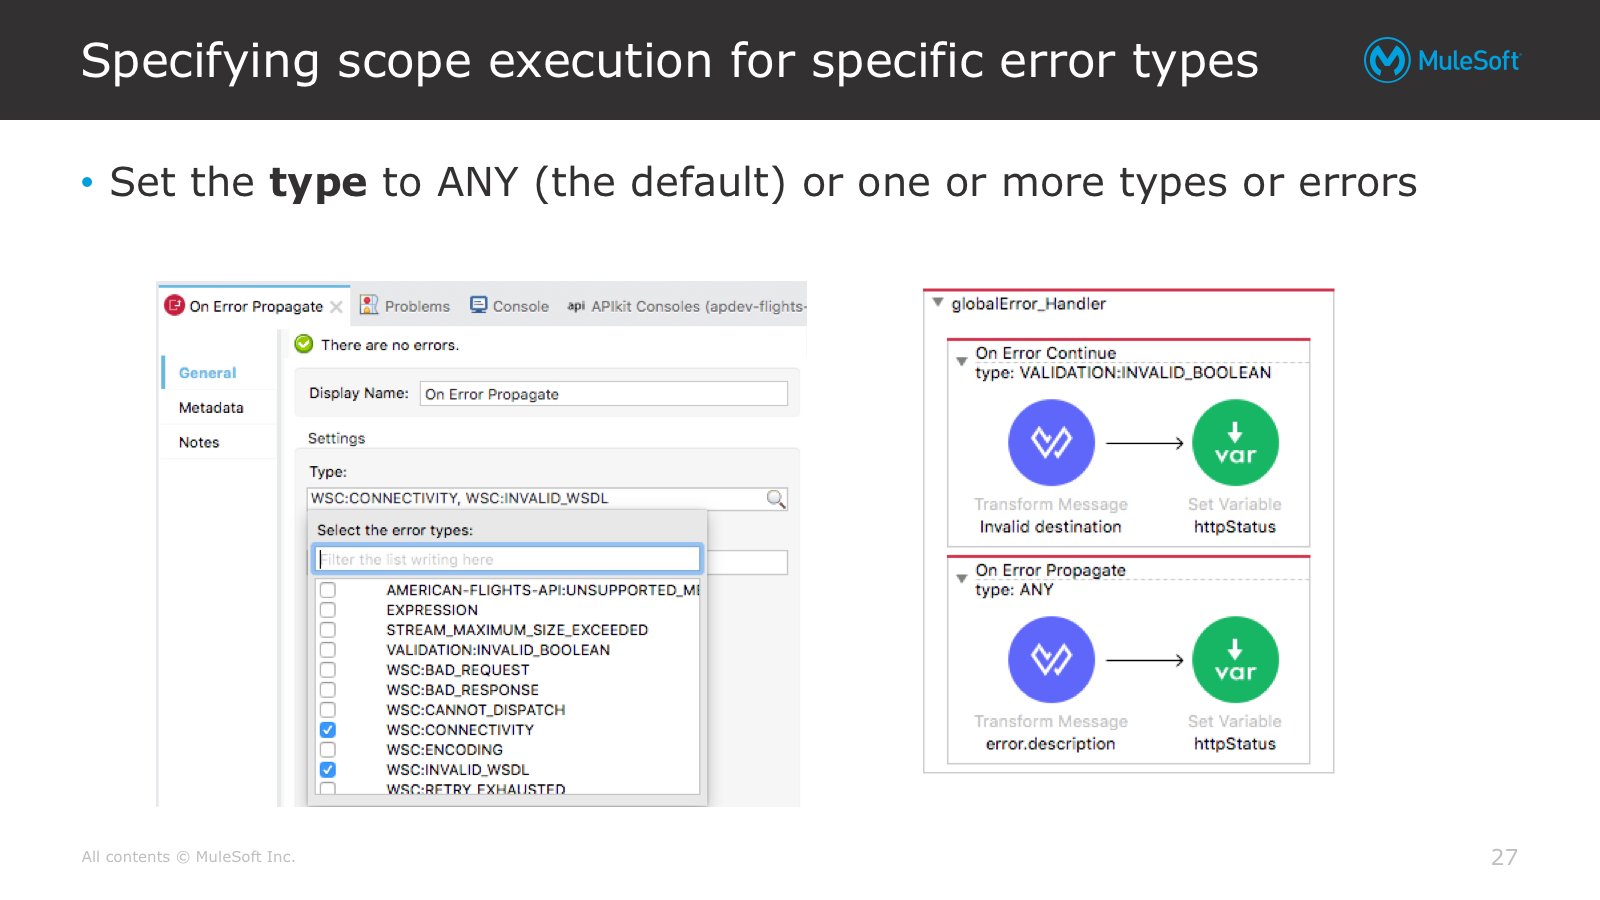 Specifying scope execution for specific error types
MuleSoft
• Set the type to ANY (the default) or one or more types or errors
On Error Propagate
Problems
Console
api APIkit Consoles (apdev-flights-
There are no errors.
General
Metadata
Notes
Display Name: On Error Propagate
Settings
Type:
WSC:CONNECTIVITY, WSC:INVALID_WSDL
Select the error types:
Filter the list writing here
AMERICAN-FLIGHTS-API:UNSUPPORTED_ME
EXPRESSION
STREAM_MAXIMUM_SIZE_EXCEEDED
VALIDATION:INVALID_BOOLEAN
WSC:BAD_REQUEST
WSC:BAD_RESPONSE
WSC:CANNOT_DISPATCH
WSC:CONNECTIVITY
WSC:ENCODING
WSC:INVALID_WSDL
WSC:RETRY_EXHAUSTED
globalError_Handler
On Error Continue
type: VALIDATION:INVALID_BOOLEAN
var
Transform Message
Invalid destination
Set Variable
httpStatus
On Error Propagate
type: ANY
var
Transform Message
error.description
Set Variable
httpStatus
All contents © MuleSoft Inc.
27